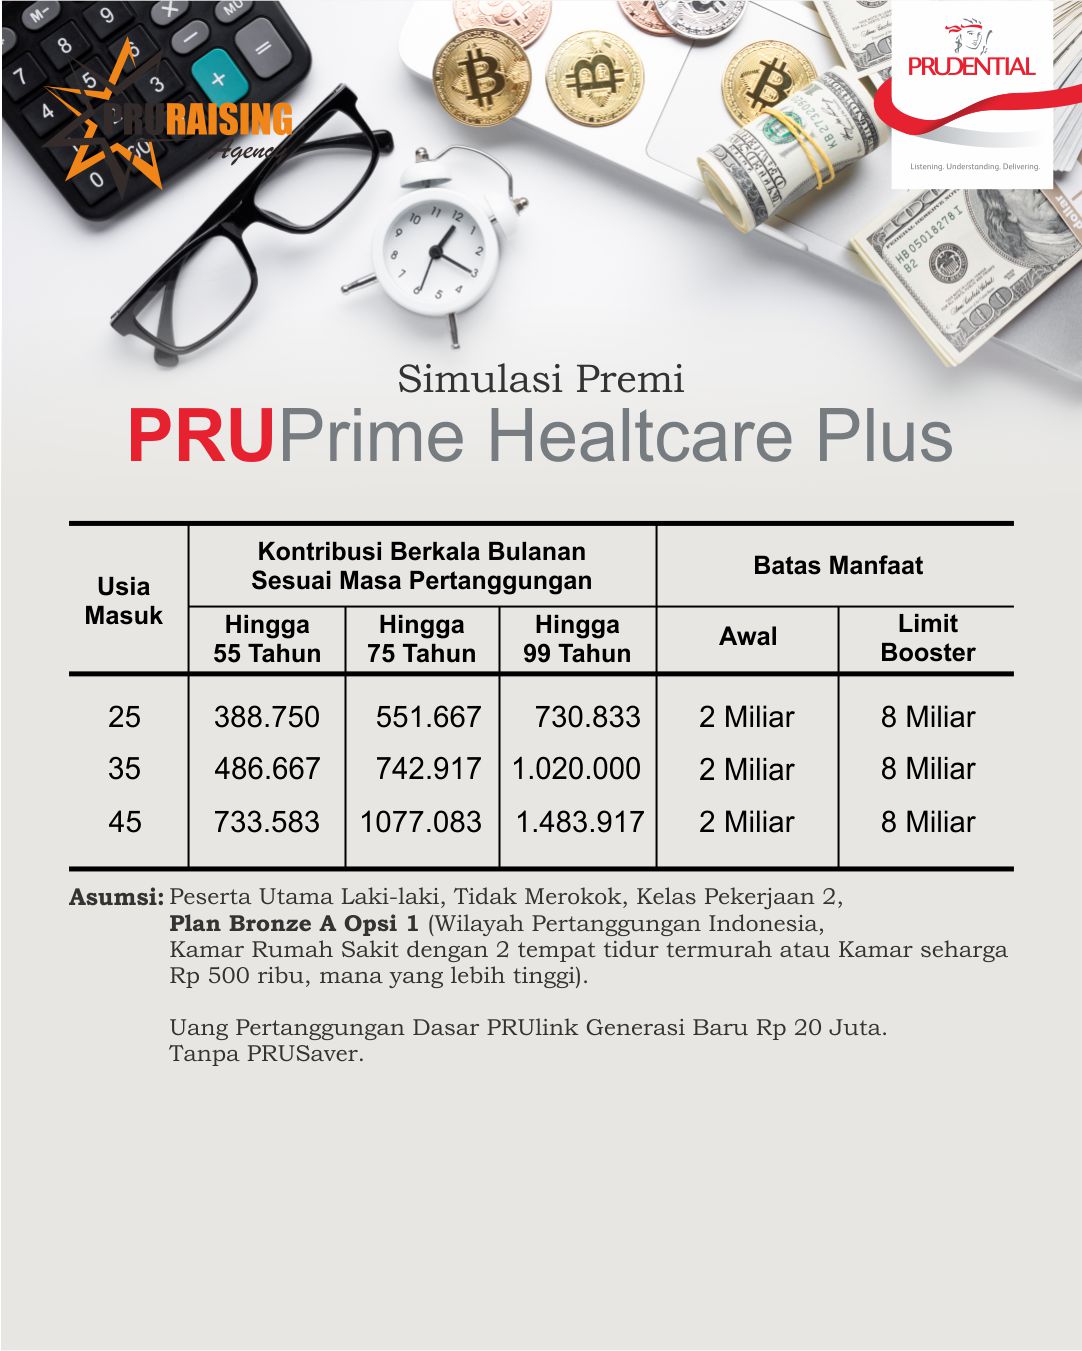 PRURAISING
Agency
PRUDENTIAL
Listening. Understanding. Delivering.
Simulasi Premi
PRUPrime Healtcare Plus
Usia
Masuk
Kontribusi Berkala Bulanan
Sesuai Masa Pertanggungan
Batas Manfaat
Hingga
55 Tahun
Hingga
75 Tahun
Hingga
99 Tahun
Awal
Limit
Booster
25 388.750 551.667 730.833 2 Miliar 8 Miliar
35 486.667 742.917 1.020.000 2 Miliar 8 Miliar
45 733.583 1077.083 1.483.917 2 Miliar 8 Miliar
Asumsi: Peserta Utama Laki-laki, Tidak Merokok, Kelas Pekerjaan 2,
Plan Bronze A Opsi 1 (Wilayah Pertanggungan Indonesia,
Kamar Rumah Sakit dengan 2 tempat tidur termurah atau Kamar seharga
Rp 500 ribu, mana yang lebih tinggi).
Uang Pertanggungan Dasar PRUlink Generasi Baru Rp 20 Juta.
Tanpa PRUSaver.